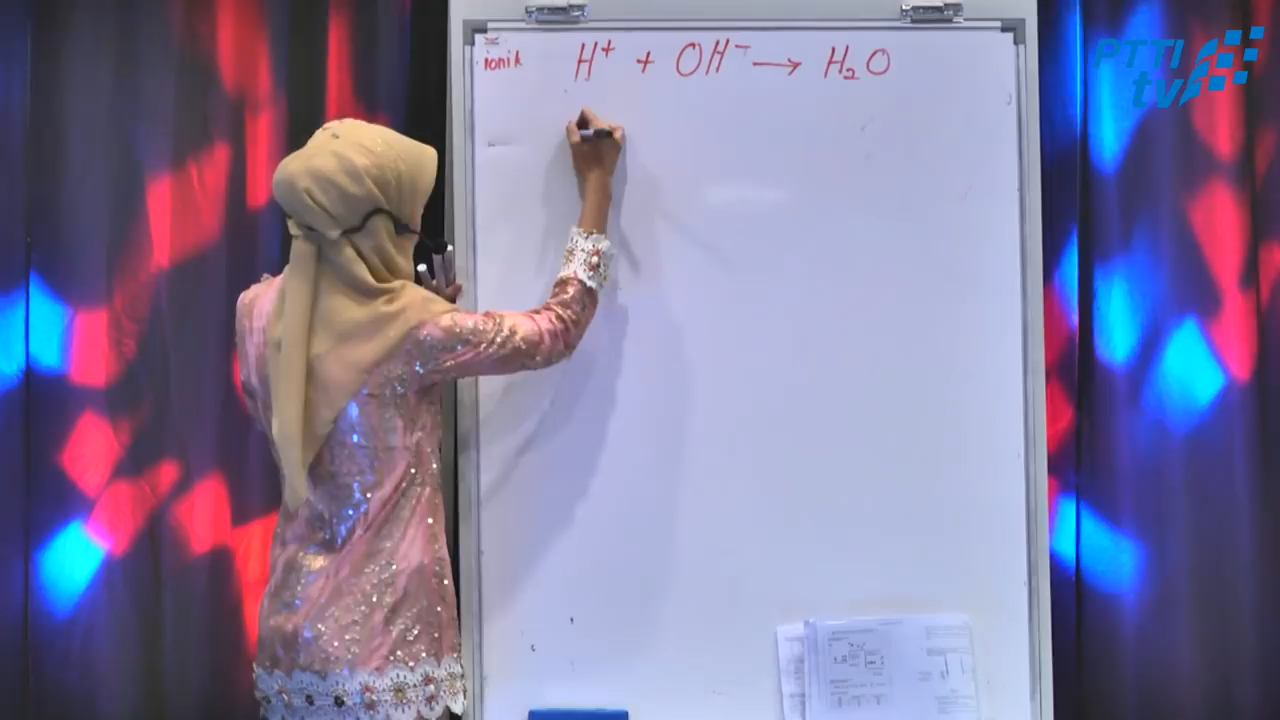 ionik H⁺ + OH⁻ → H₂O
PTTI
tv